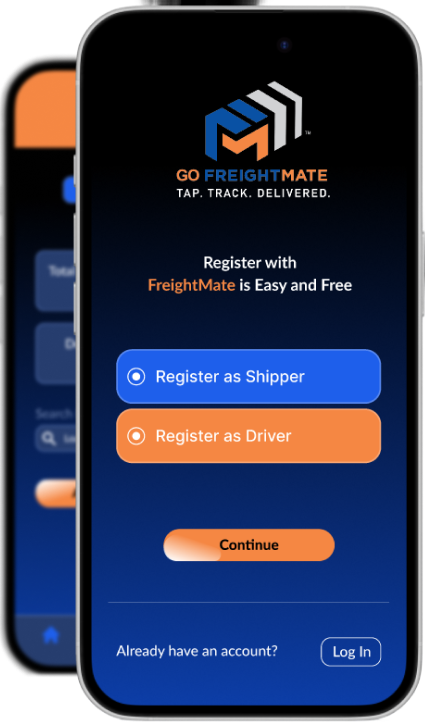 ™
GO FREIGHTMATE
TAP. TRACK. DELIVERED.
Register with
FreightMate is Easy and Free
Register as Shipper
Register as Driver
Continue
Already have an account?
Log In
Search